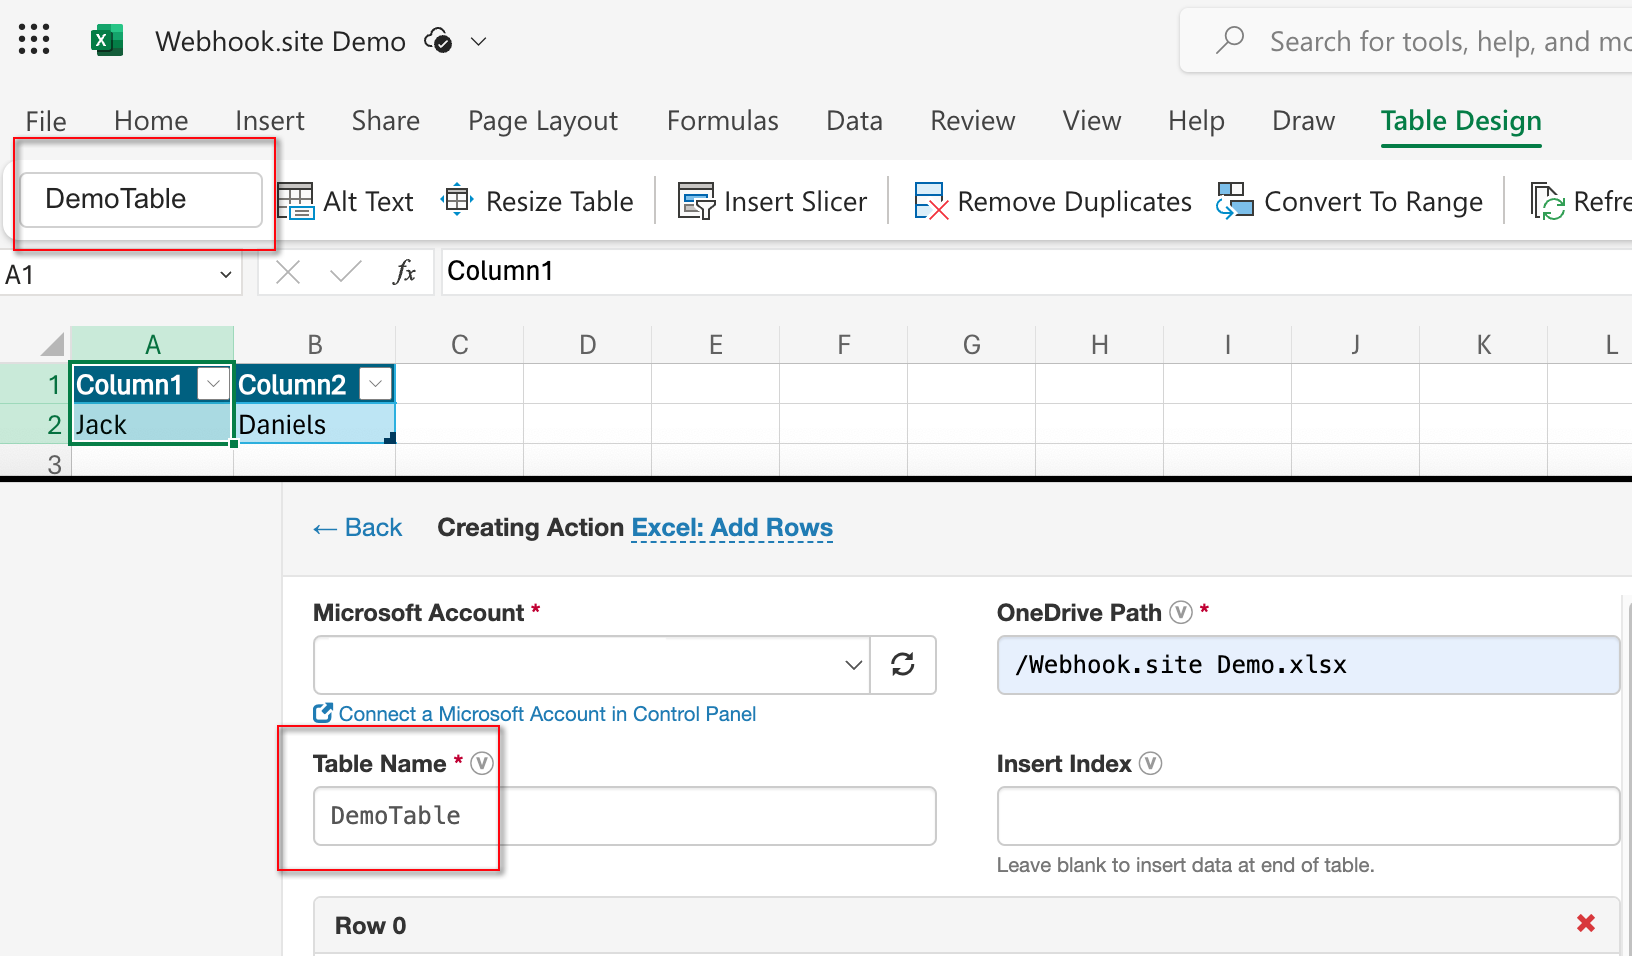 Webhook.site Demo
Search for tools, help, and mo
File Home Insert Share Page Layout Formulas Data Review View Help Draw Table Design
DemoTable Alt Text Resize Table Insert Slicer Remove Duplicates Convert To Range Refre
A1 fx Column1
A B C D E F G H I J K L
1 Column1 Column2
2 Jack Daniels
3
← Back Creating Action Excel: Add Rows
Microsoft Account * OneDrive Path V *
/Webhook.site Demo.xlsx
Connect a Microsoft Account in Control Panel
Table Name * V Insert Index V
DemoTable
Leave blank to insert data at end of table.
Row 0